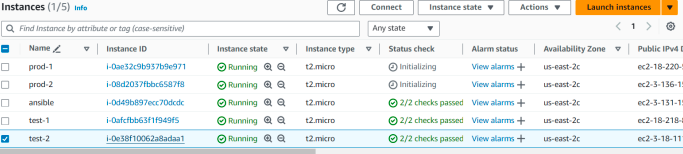 Instances (1/5) Info
Connect Instance state Actions Launch instances
Find Instance by attribute or tag (case-sensitive) Any state 1
Name Instance ID Instance state Instance type Status check Alarm status Availability Zone Public IPv4 D
prod-1 i-0ae32c9b937b9e971 Running t2.micro Initializing View alarms + us-east-2c ec2-18-220-
prod-2 i-08d2037fbbc6587f8 Running t2.micro Initializing View alarms + us-east-2c ec2-3-136-1
ansible i-0d49b897ecc70dcdc Running t2.micro 2/2 checks passed View alarms + us-east-2c ec2-3-131-1
test-1 i-0afcfbb63f1f949f5 Running t2.micro 2/2 checks passed View alarms + us-east-2c ec2-18-218-
test-2 i-0e38f10062a8adaa1 Running t2.micro 2/2 checks passed View alarms + us-east-2c ec2-3-18-11